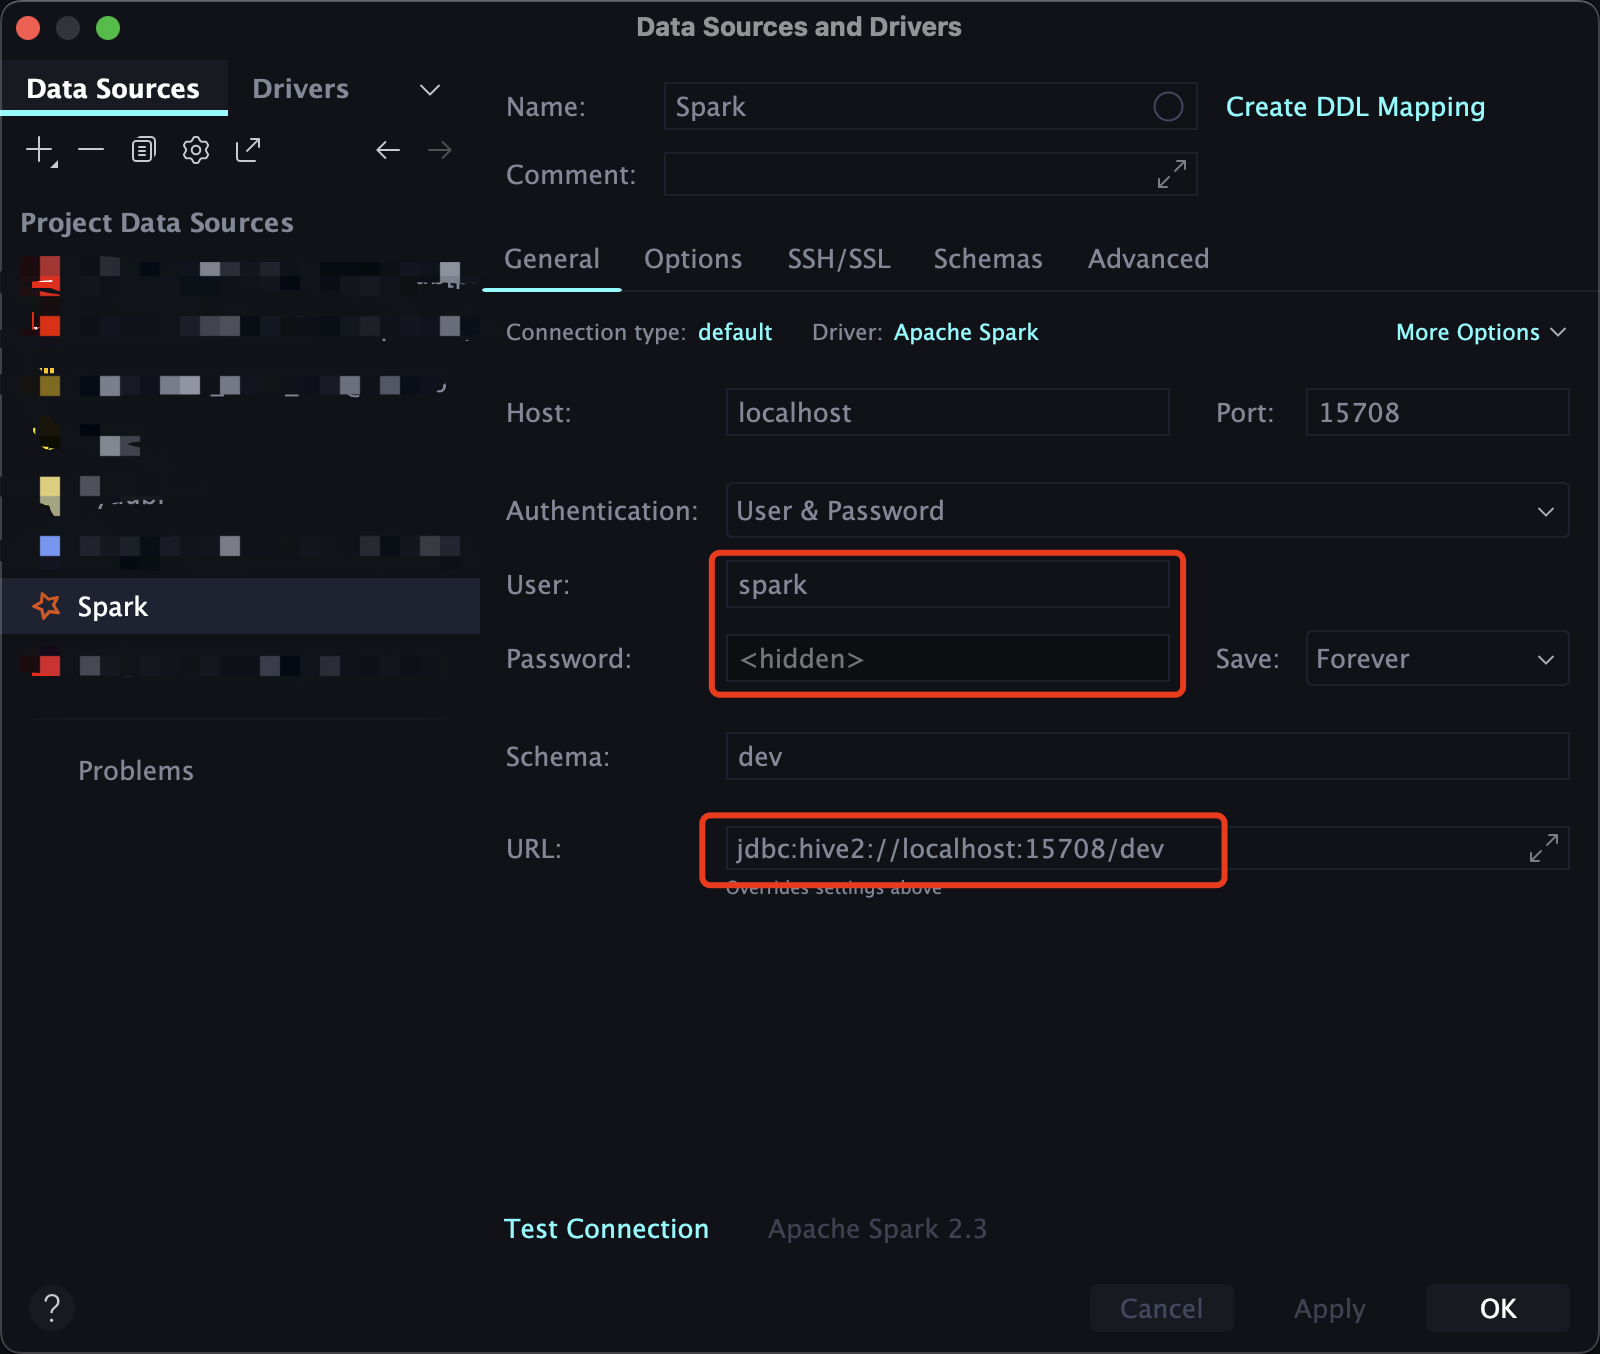 Data Sources and Drivers
Data Sources
Drivers
Project Data Sources
Spark
Problems
Name:
Spark
Create DDL Mapping
Comment:
General
Options
SSH/SSL
Schemas
Advanced
Connection type: default
Driver: Apache Spark
More Options
Host:
localhost
Port:
15708
Authentication:
User & Password
User:
spark
Password:
<hidden>
Save:
Forever
Schema:
dev
URL:
jdbc:hive2://localhost:15708/dev
Overrides settings above
Test Connection
Apache Spark 2.3
?
Cancel
Apply
OK